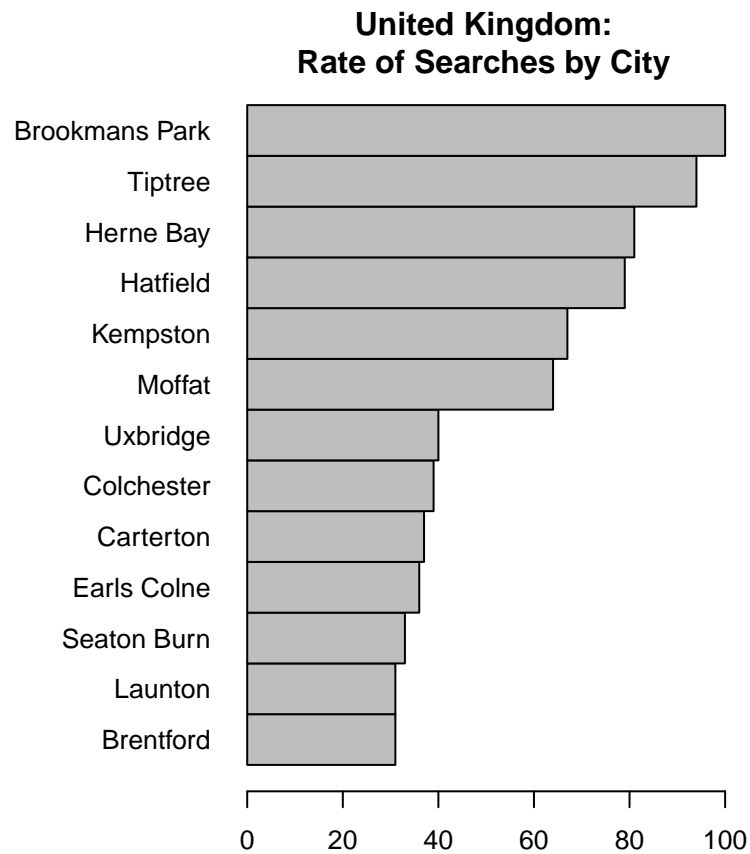 United Kingdom:
Rate of Searches by City
Brookmans Park
Tiptree
Herne Bay
Hatfield
Kempston
Moffat
Uxbridge
Colchester
Carterton
Earls Colne
Seaton Burn
Launton
Brentford
0 20 40 60 80 100